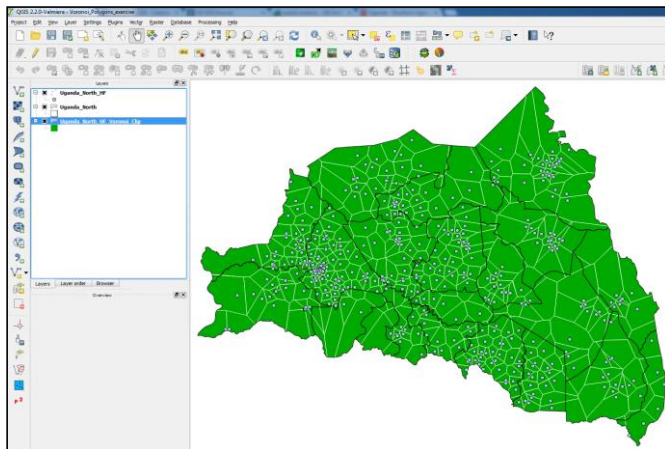 QGIS 2.2.0-Valmiera - Voronoi_Polygons_exercise
Project Edit View Layer Settings Plugins Vector Raster Database Processing Help
Layers
Uganda_North_HF
Uganda_North
Uganda_North_HF_Voronoi_Clip
Layers Layer order Browser
Overview